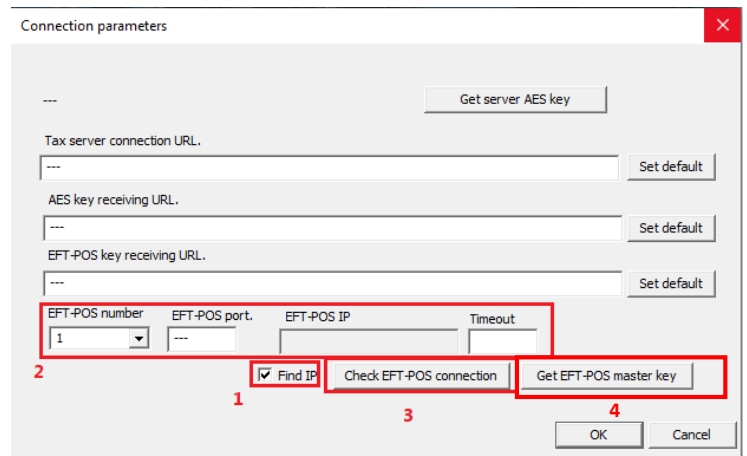 Connection parameters
---
Get server AES key
Tax server connection URL.
---
Set default
AES key receiving URL.
---
Set default
EFT-POS key receiving URL.
---
Set default
EFT-POS number EFT-POS port. EFT-POS IP Timeout
1 ---
2
Find IP Check EFT-POS connection Get EFT-POS master key
1 3 4
OK Cancel